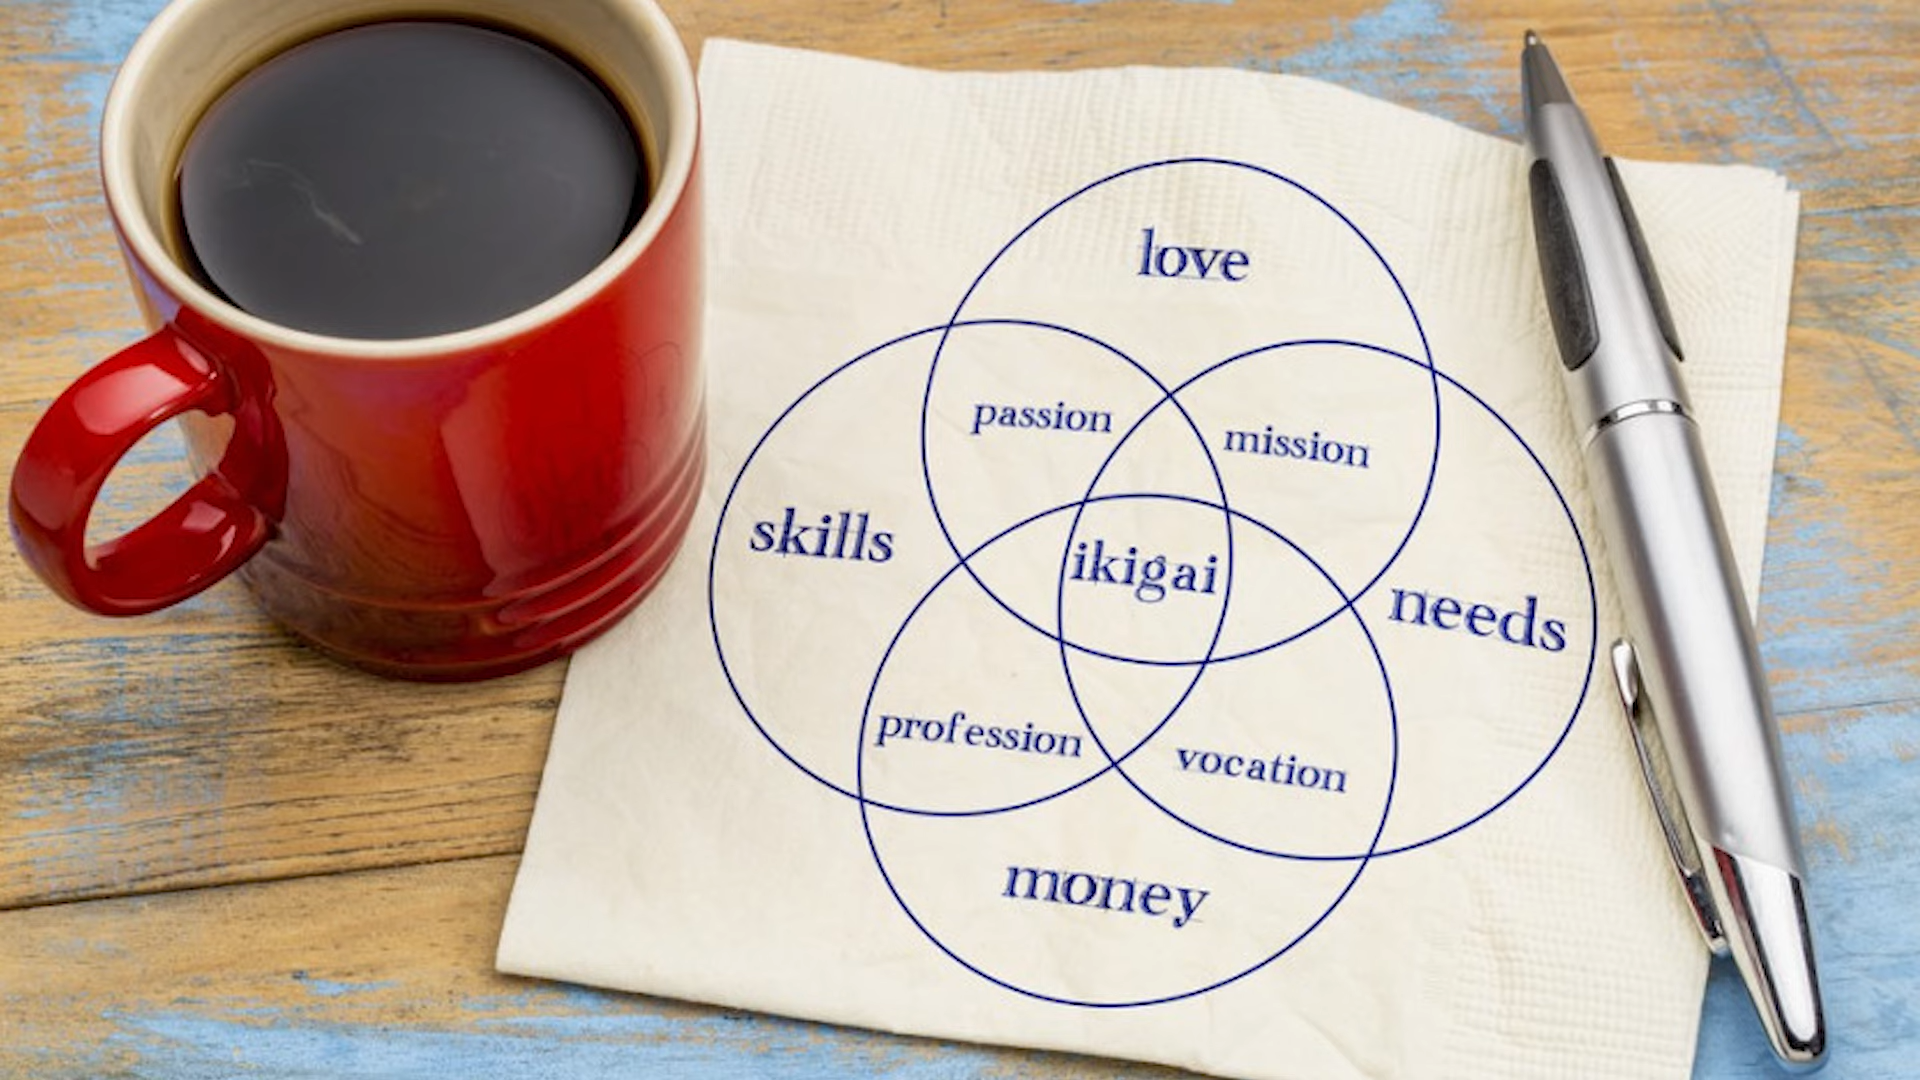 love
passion
mission
skills
ikigai
needs
profession
vocation
money